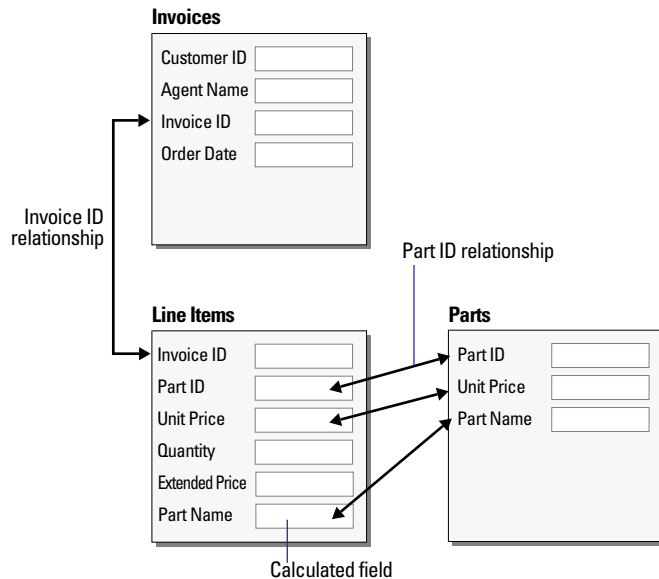 Invoices
Customer ID
Agent Name
Invoice ID
Order Date
Invoice ID
relationship
Part ID relationship
Line Items
Invoice ID
Part ID
Unit Price
Quantity
Extended Price
Part Name
Parts
Part ID
Unit Price
Part Name
Calculated field